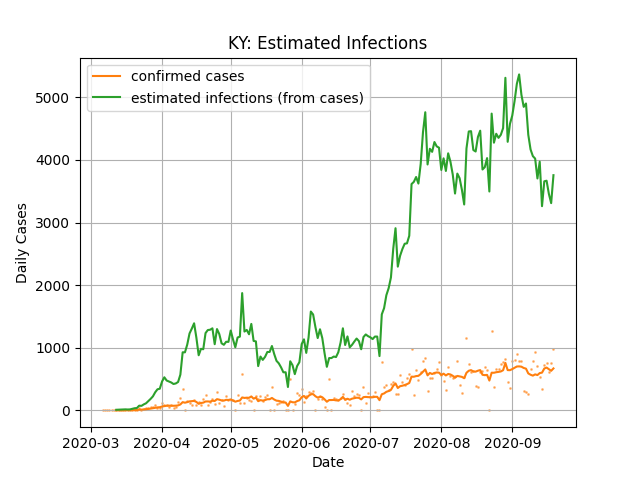 KY: Estimated Infections
confirmed cases
estimated infections (from cases)
Daily Cases
5000
4000
3000
2000
1000
0
2020-03 2020-04 2020-05 2020-06 2020-07 2020-08 2020-09
Date